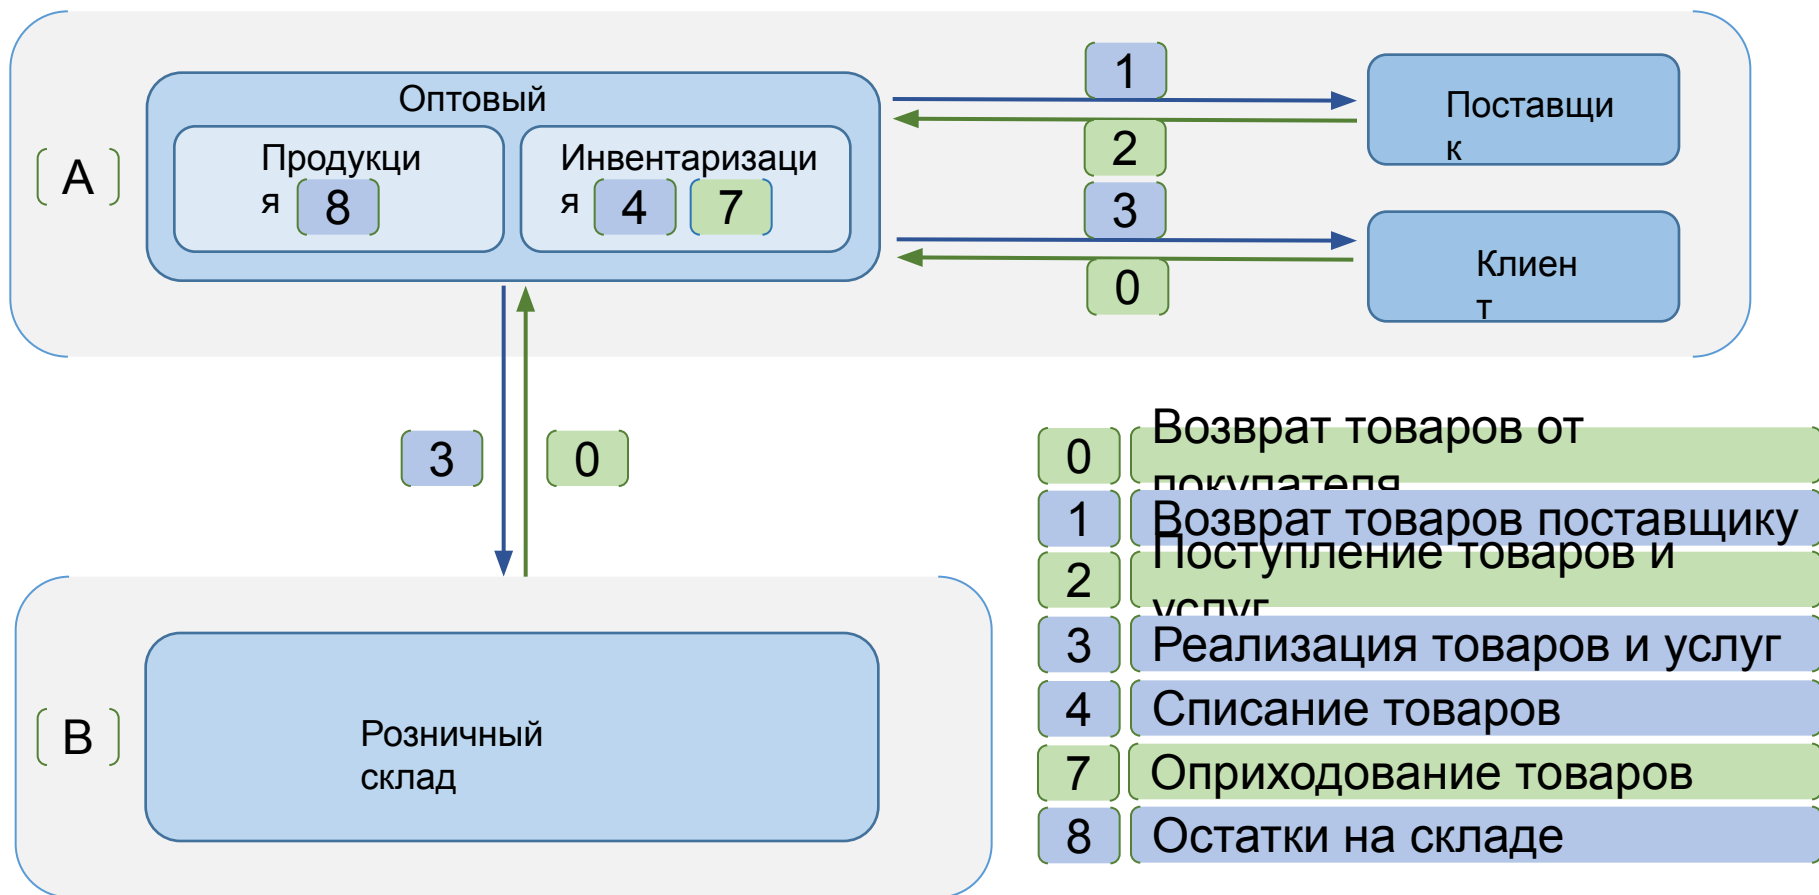 1
Оптовый
Поставщи
к
A
Продукци
я 8
Инвентаризаци
я 4 7
2
3
Клиен
т
0
3
0
0
Возврат товаров от
покупателя
1 Возврат товаров поставщику
2
Поступление товаров и
услуг
3 Реализация товаров и услуг
4 Списание товаров
B
Розничный
склад
7 Оприходование товаров
8 Остатки на складе